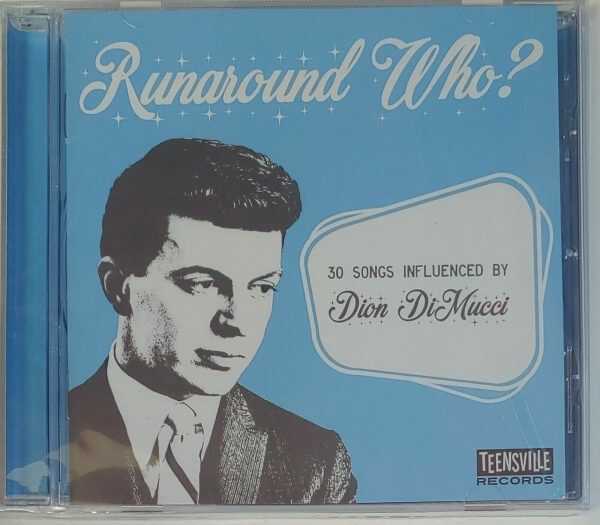 Runaround Who?
30 SONGS INFLUENCED BY
Dion DiMucci
TEENSVILLE
RECORDS